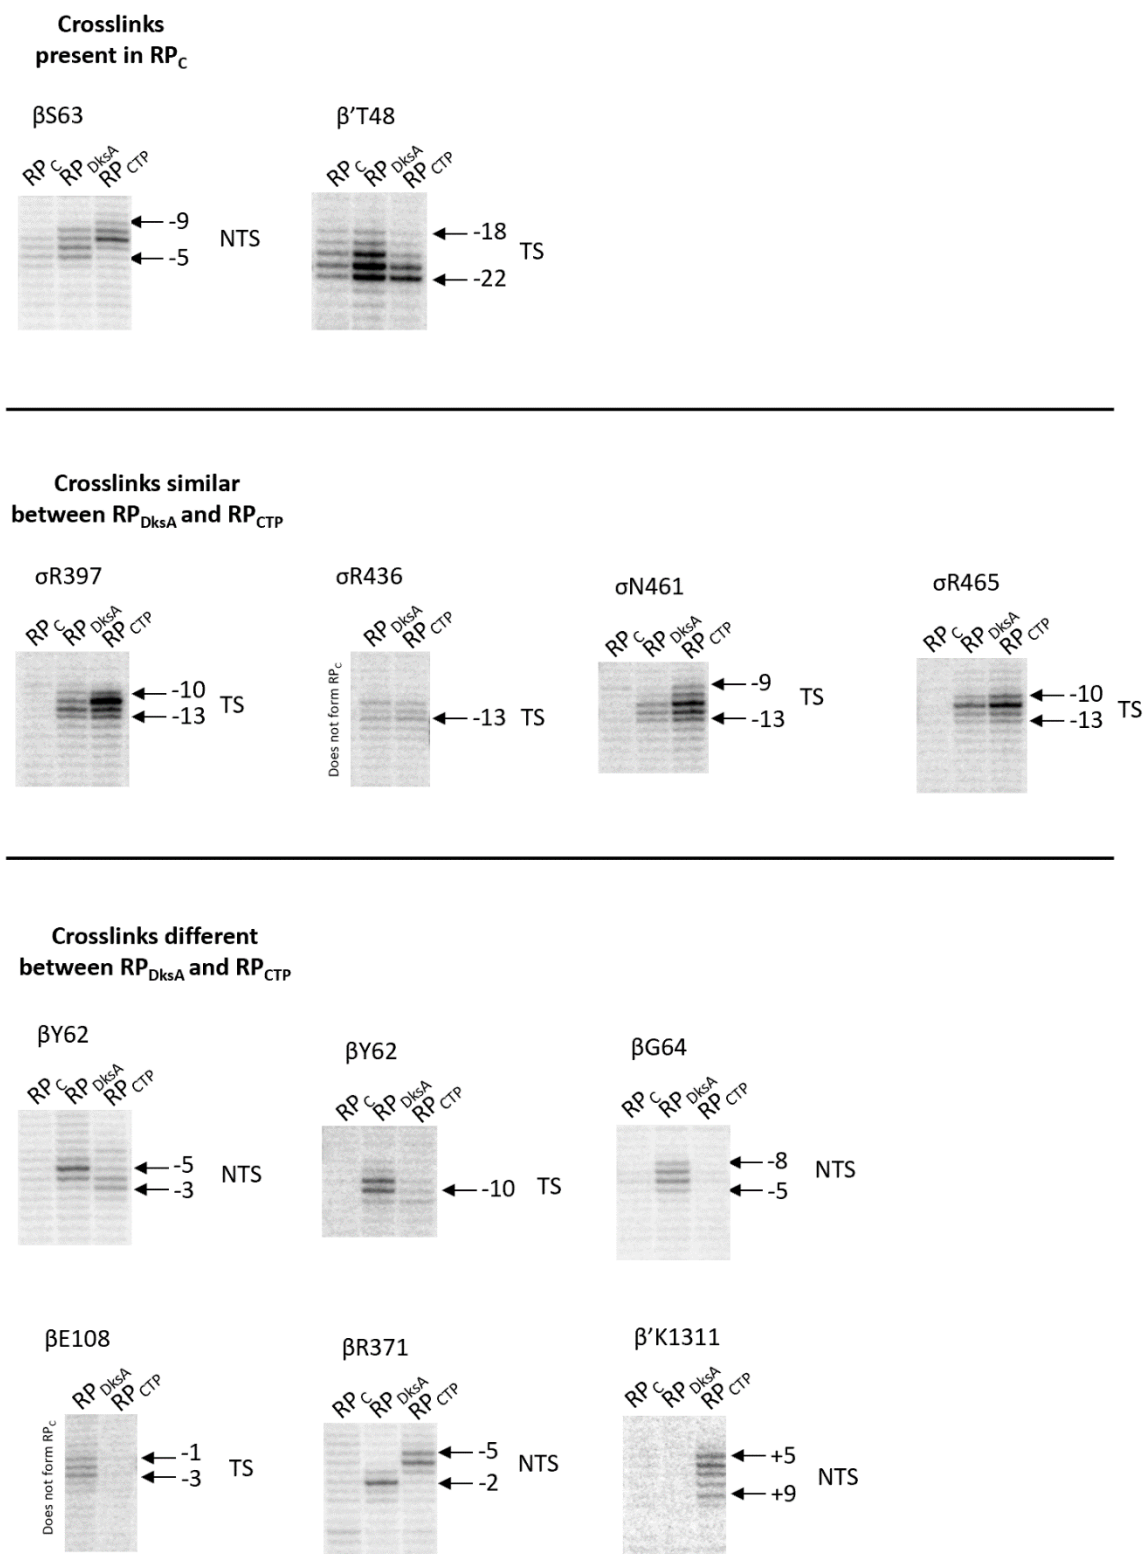 Crosslinks
present in RPC
βS63
β'T48
RPC RPDksA RPCTP
RPC RPDksA RPCTP
-9
-5
NTS
-18
-22
TS
Crosslinks similar
between RPDksA and RPCTP
σR397
σR436
σN461
σR465
RPC RPDksA RPCTP
RPDksA RPCTP
RPC RPDksA RPCTP
RPC RPDksA RPCTP
-10
-13
TS
Does not form RPC
-13
TS
-9
-13
TS
-10
-13
TS
Crosslinks different
between RPDksA and RPCTP
βY62
βY62
βG64
RPC RPDksA RPCTP
RPC RPDksA RPCTP
RPC RPDksA RPCTP
-5
-3
NTS
-10
TS
-8
-5
NTS
βE108
βR371
β'K1311
RPDksA RPCTP
RPC RPDksA RPCTP
RPC RPDksA RPCTP
Does not form RPC
-1
-3
TS
-5
-2
NTS
+5
+9
NTS